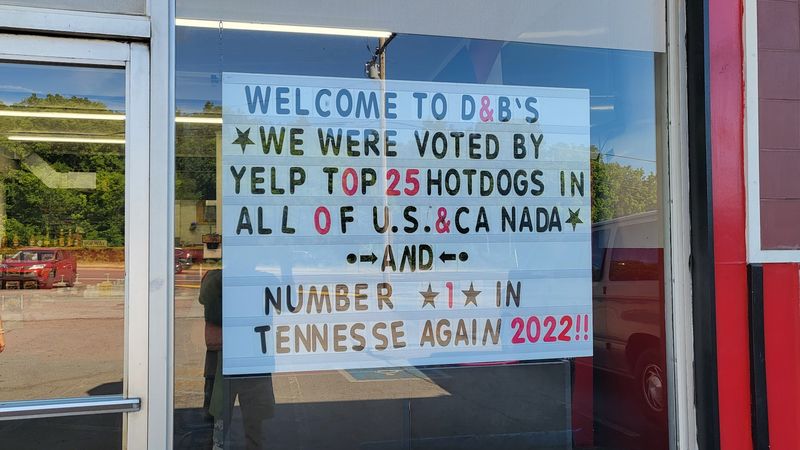 WELCOME TO D&B'S
★WE WERE VOTED BY
YELP TOP 25 HOTDOGS IN
ALL OF U.S.&CA NADA★
•→AND←•
NUMBER ★1★ IN
TENNESSE AGAIN 2022!!